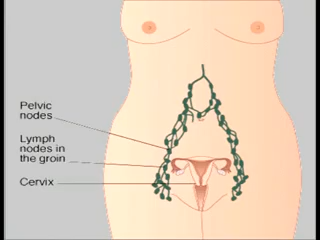 Pelvic
nodes
Lymph
nodes in
the groin
Cervix